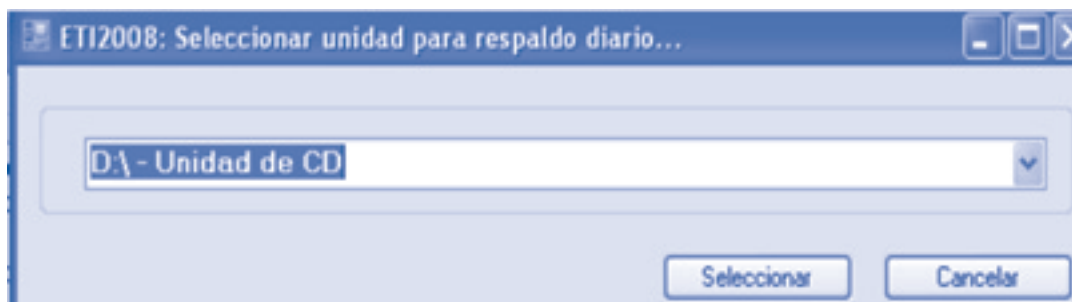 ETI2008: Seleccionar unidad para respaldo diario...
D:\ - Unidad de CD
Seleccionar
Cancelar